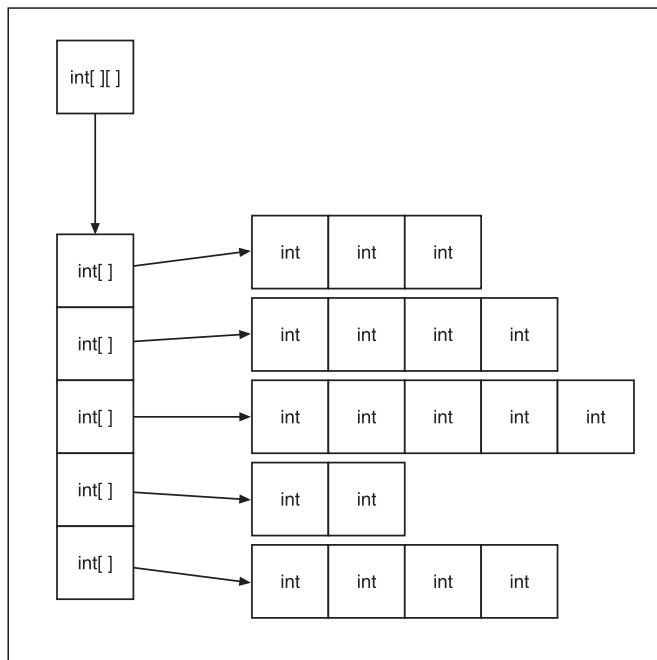 int[ ][ ]
int[ ] int int int
int[ ] int int int int
int[ ] int int int int int
int[ ] int int
int[ ] int int int int